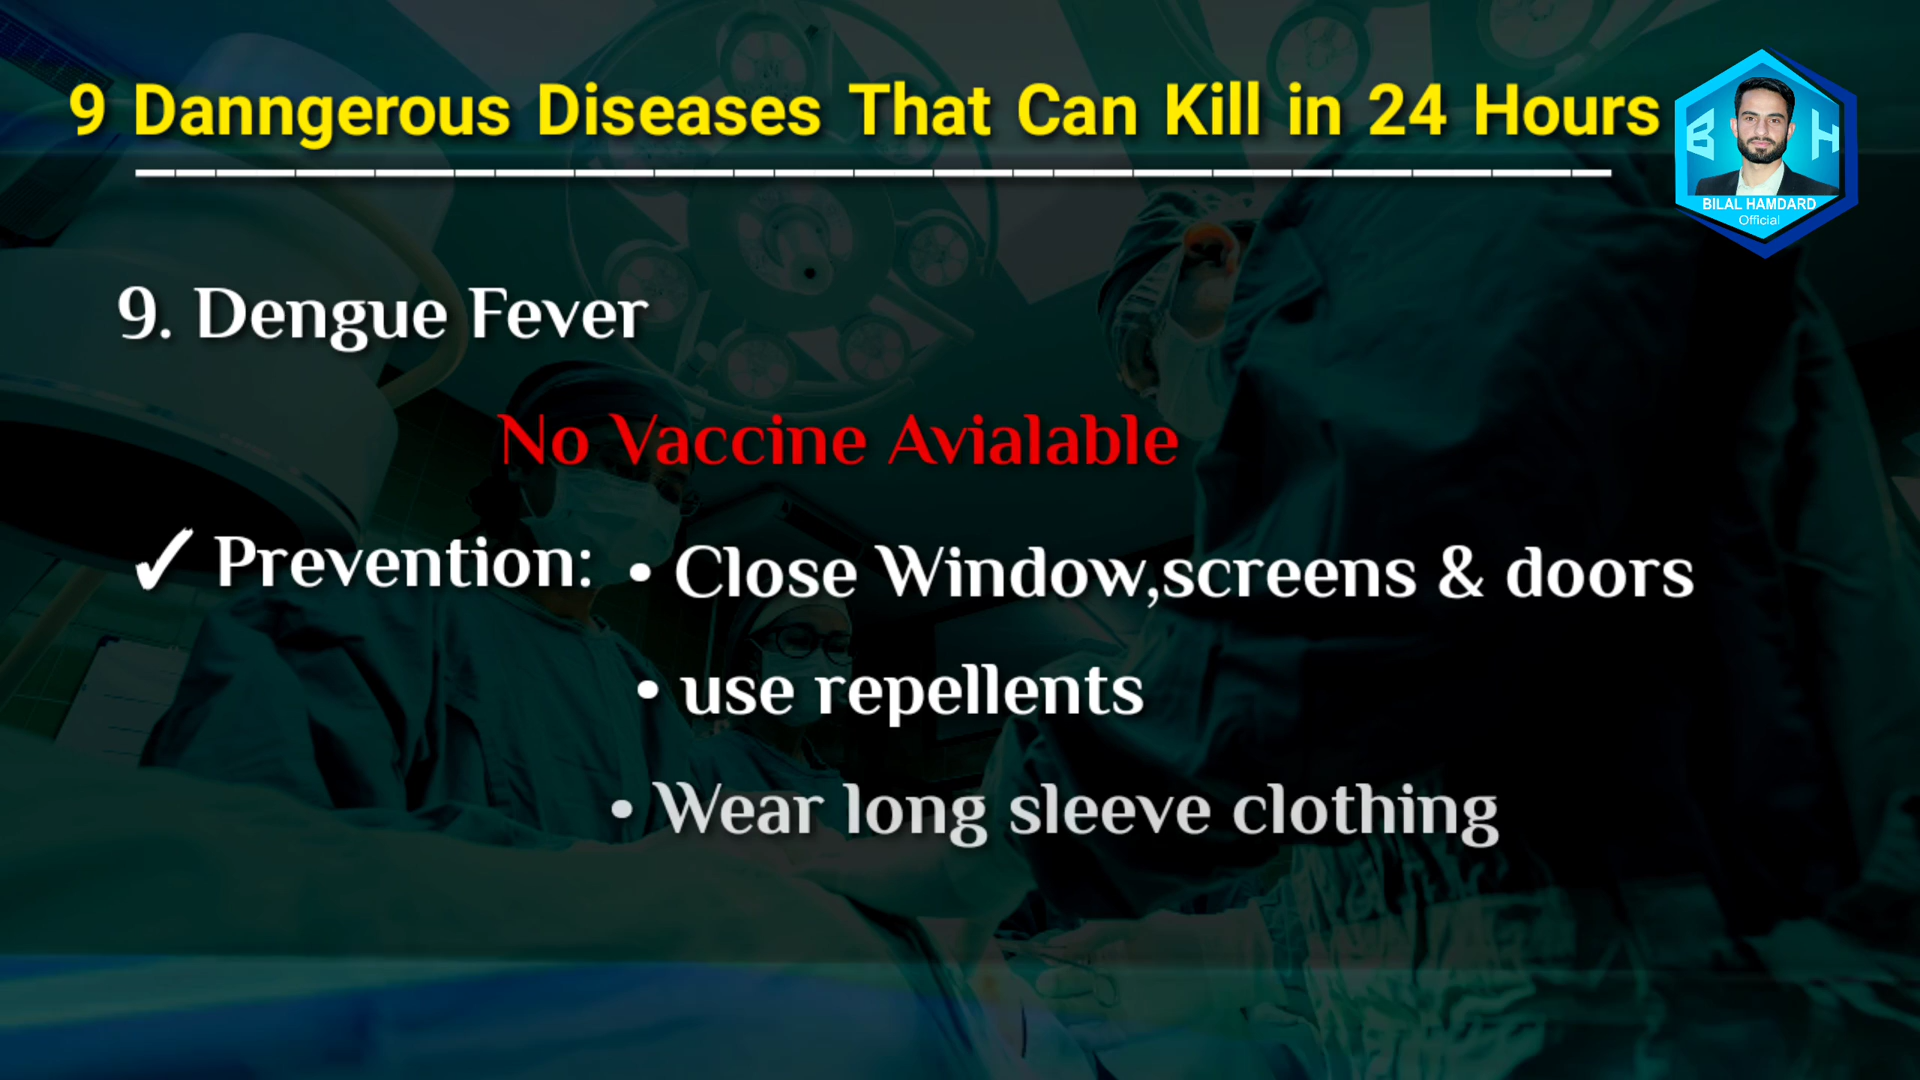 9 Danngerous Diseases That Can Kill in 24 Hours
B H
BILAL HAMDARD
Official
9. Dengue Fever
No Vaccine Avialable
✓ Prevention: • Close Window,screens & doors
• use repellents
• Wear long sleeve clothing